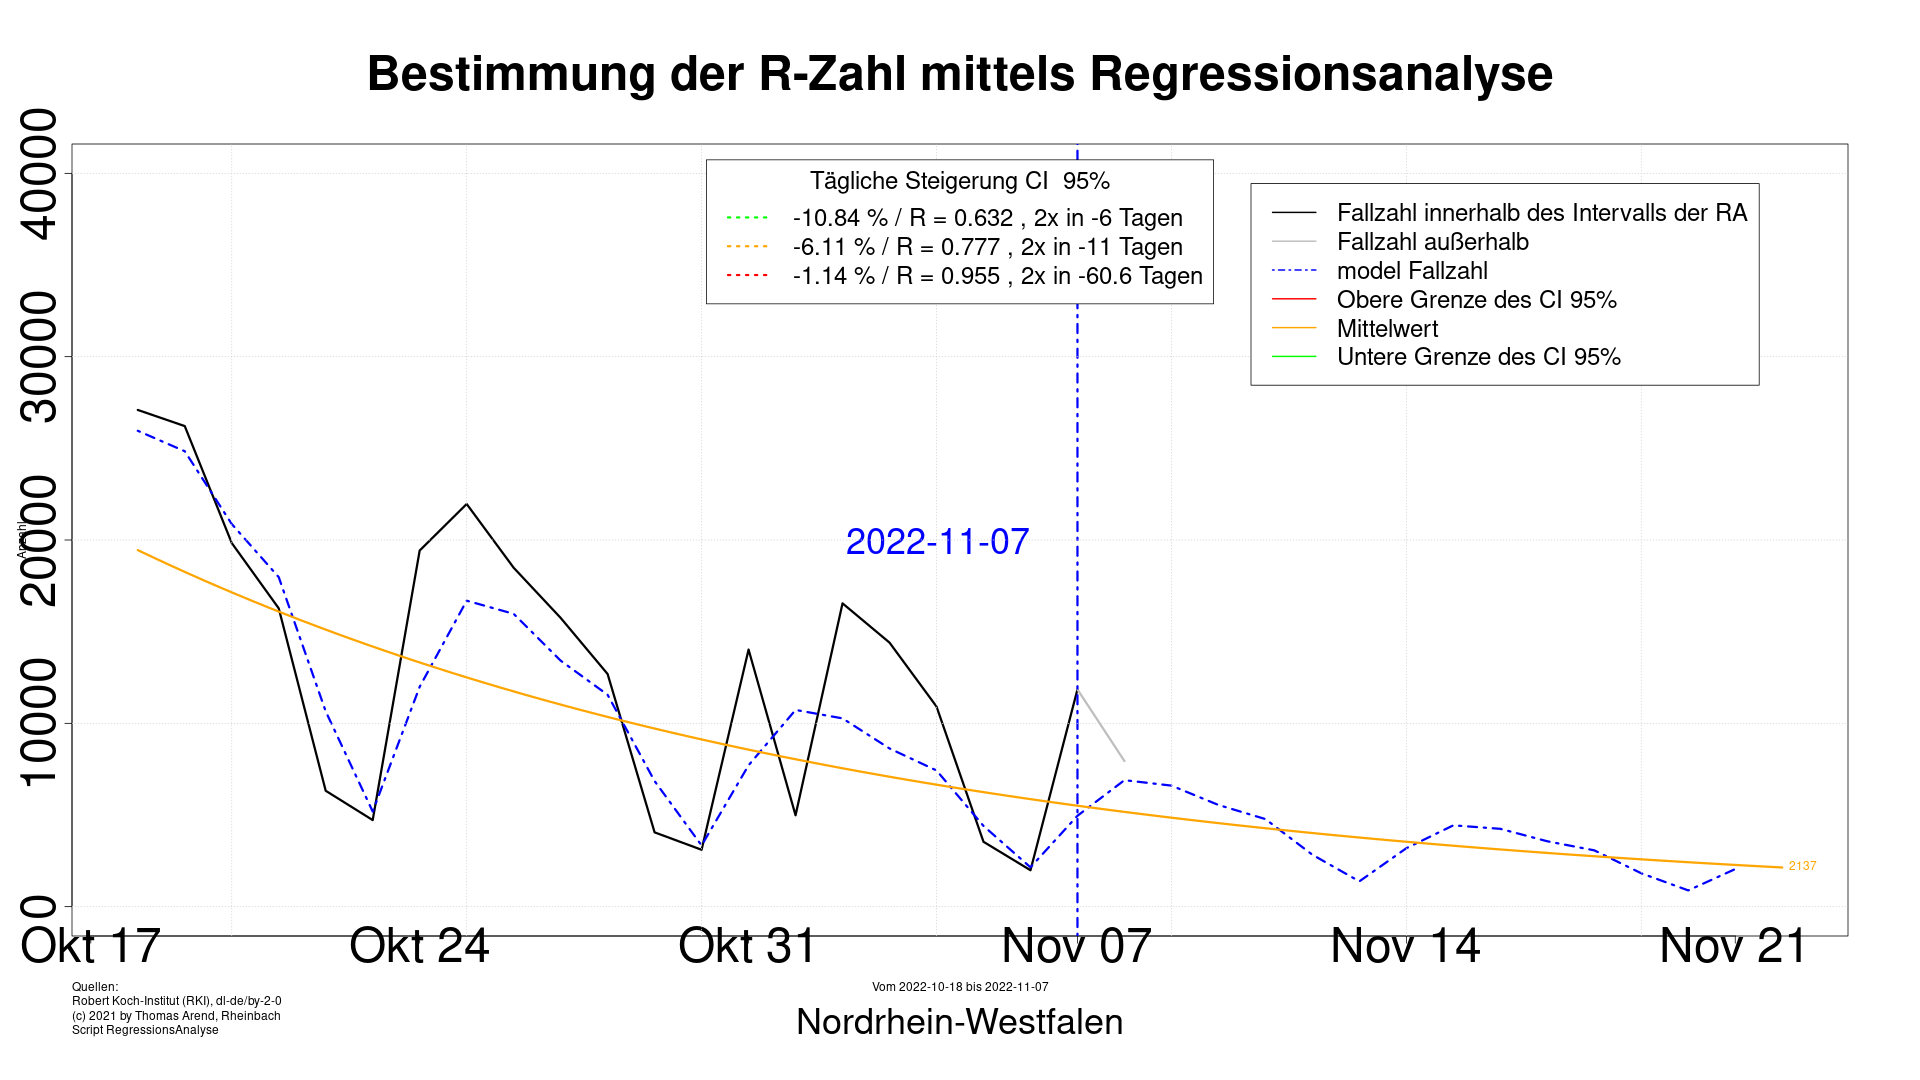 Bestimmung der R-Zahl mittels Regressionsanalyse
Tägliche Steigerung CI  95%
-10.84 % / R = 0.632 , 2x in -6 Tagen
-6.11 % / R = 0.777 , 2x in -11 Tagen
-1.14 % / R = 0.955 , 2x in -60.6 Tagen
Fallzahl innerhalb des Intervalls der RA
Fallzahl außerhalb
model Fallzahl
Obere Grenze des CI 95%
Mittelwert
Untere Grenze des CI 95%
40000
30000
20000
10000
0
Anzahl
2022-11-07
2137
Okt 17
Okt 24
Okt 31
Nov 07
Nov 14
Nov 21
Quellen:
Robert Koch-Institut (RKI), dl-de/by-2-0
(c) 2021 by Thomas Arend, Rheinbach
Script RegressionsAnalyse
Vom 2022-10-18 bis 2022-11-07
Nordrhein-Westfalen